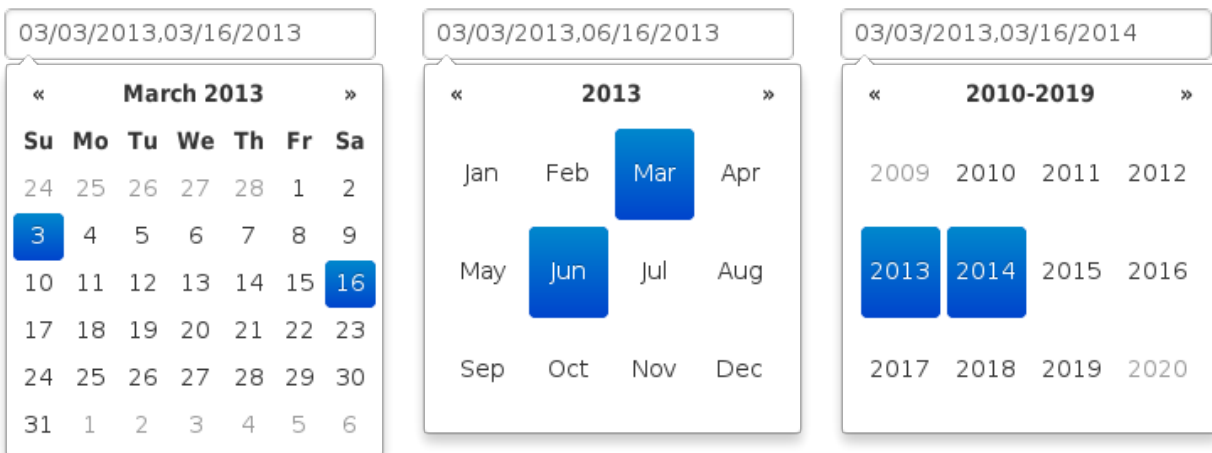 03/03/2013,03/16/2013
« March 2013 »
Su Mo Tu We Th Fr Sa
24 25 26 27 28 1 2
3 4 5 6 7 8 9
10 11 12 13 14 15 16
17 18 19 20 21 22 23
24 25 26 27 28 29 30
31 1 2 3 4 5 6
03/03/2013,06/16/2013
« 2013 »
Jan Feb Mar Apr
May Jun Jul Aug
Sep Oct Nov Dec
03/03/2013,03/16/2014
« 2010-2019 »
2009 2010 2011 2012
2013 2014 2015 2016
2017 2018 2019 2020